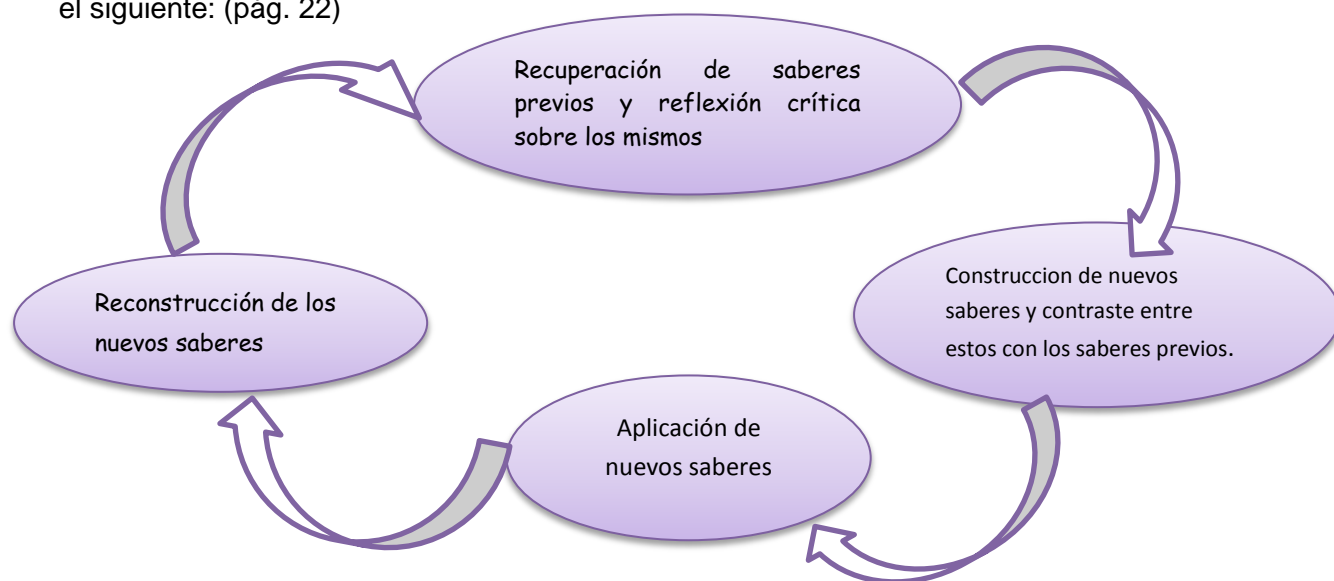 el siguiente: (pág. 22)
Recuperación de saberes
previos y reflexión crítica
sobre los mismos
Construccion de nuevos
saberes y contraste entre
estos con los saberes previos.
Aplicación de
nuevos saberes
Reconstrucción de los
nuevos saberes